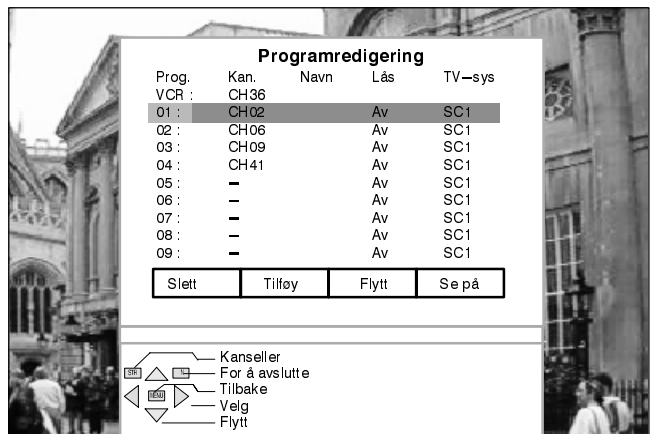 Programredigering
Prog. Kan. Navn Lås TV–sys
VCR : CH36
01 : CH02 Av SC1
02 : CH06 Av SC1
03 : CH09 Av SC1
04 : CH41 Av SC1
05 : – Av SC1
06 : – Av SC1
07 : – Av SC1
08 : – Av SC1
09 : – Av SC1
Slett Tilføy Flytt Se på
Kanseller
STR
For å avslutte
MENU
Tilbake
Velg
Flytt